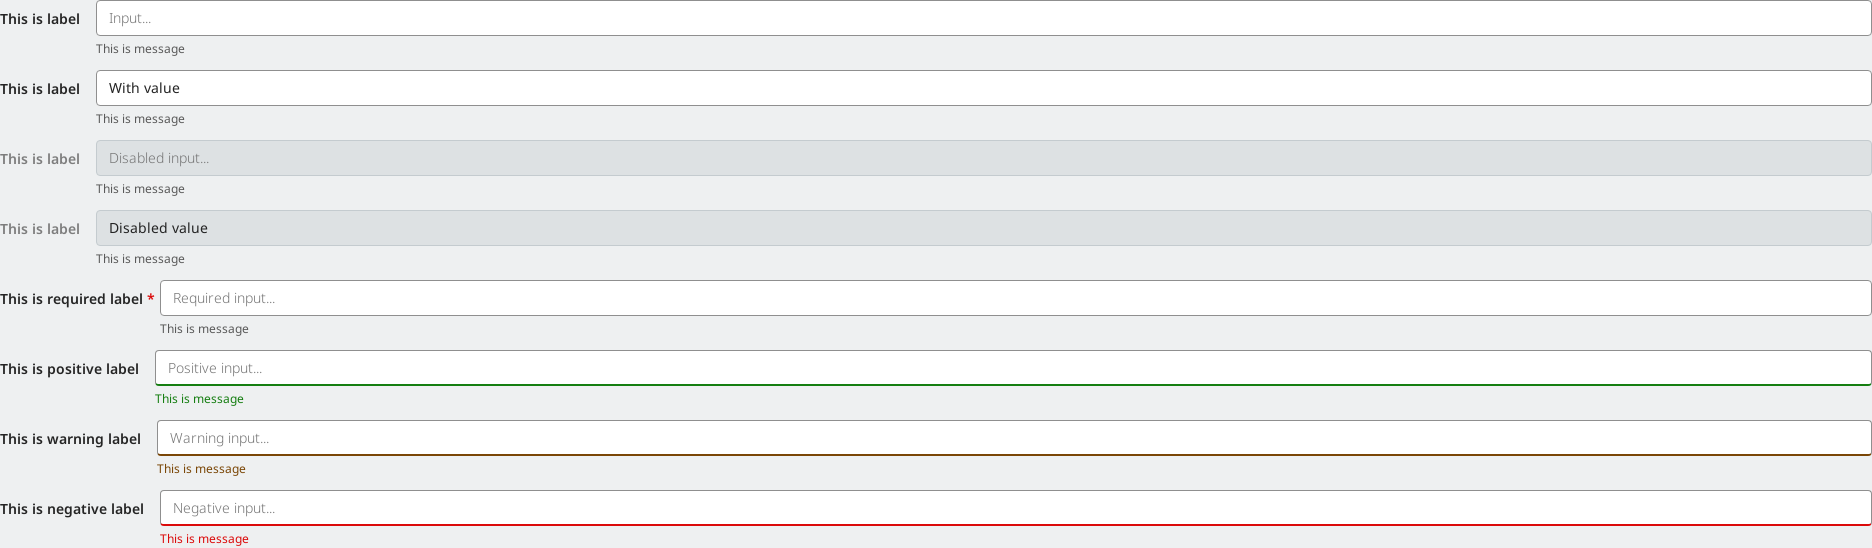 This is label Input...
This is message
This is label With value
This is message
This is label Disabled input...
This is message
This is label Disabled value
This is message
This is required label * Required input...
This is message
This is positive label Positive input...
This is message
This is warning label Warning input...
This is message
This is negative label Negative input...
This is message